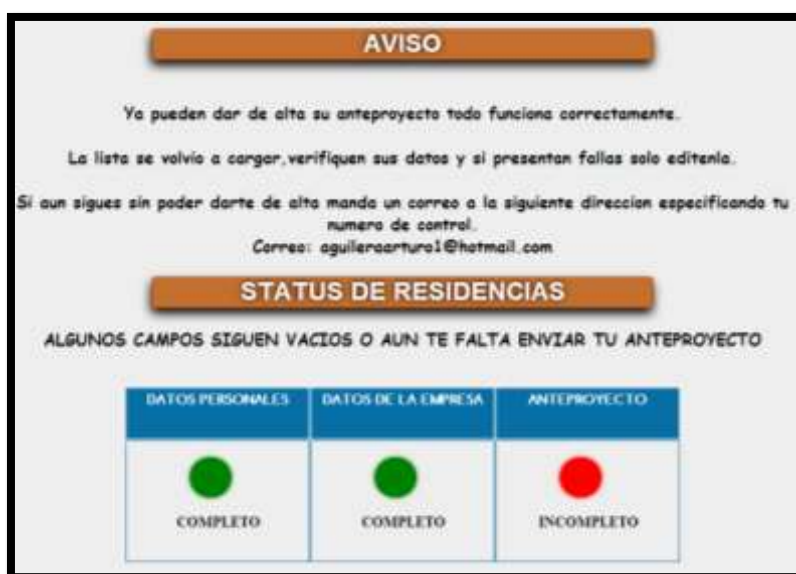 AVISO
Ya pueden dar de alta su anteproyecto todo funciona correctamente.
La lista se volvio a cargar,verifiquen sus datos y si presentan fallas solo editenla.
Si aun sigues sin poder darte de alta manda un correo a la siguiente direccion especificando tu
numero de control.
Correo: aguileraarturo1@hotmail.com
STATUS DE RESIDENCIAS
ALGUNOS CAMPOS SIGUEN VACIOS O AUN TE FALTA ENVIAR TU ANTEPROYECTO
DATOS PERSONALES DATOS DE LA EMPRESA ANTEPROYECTO
COMPLETO COMPLETO INCOMPLETO